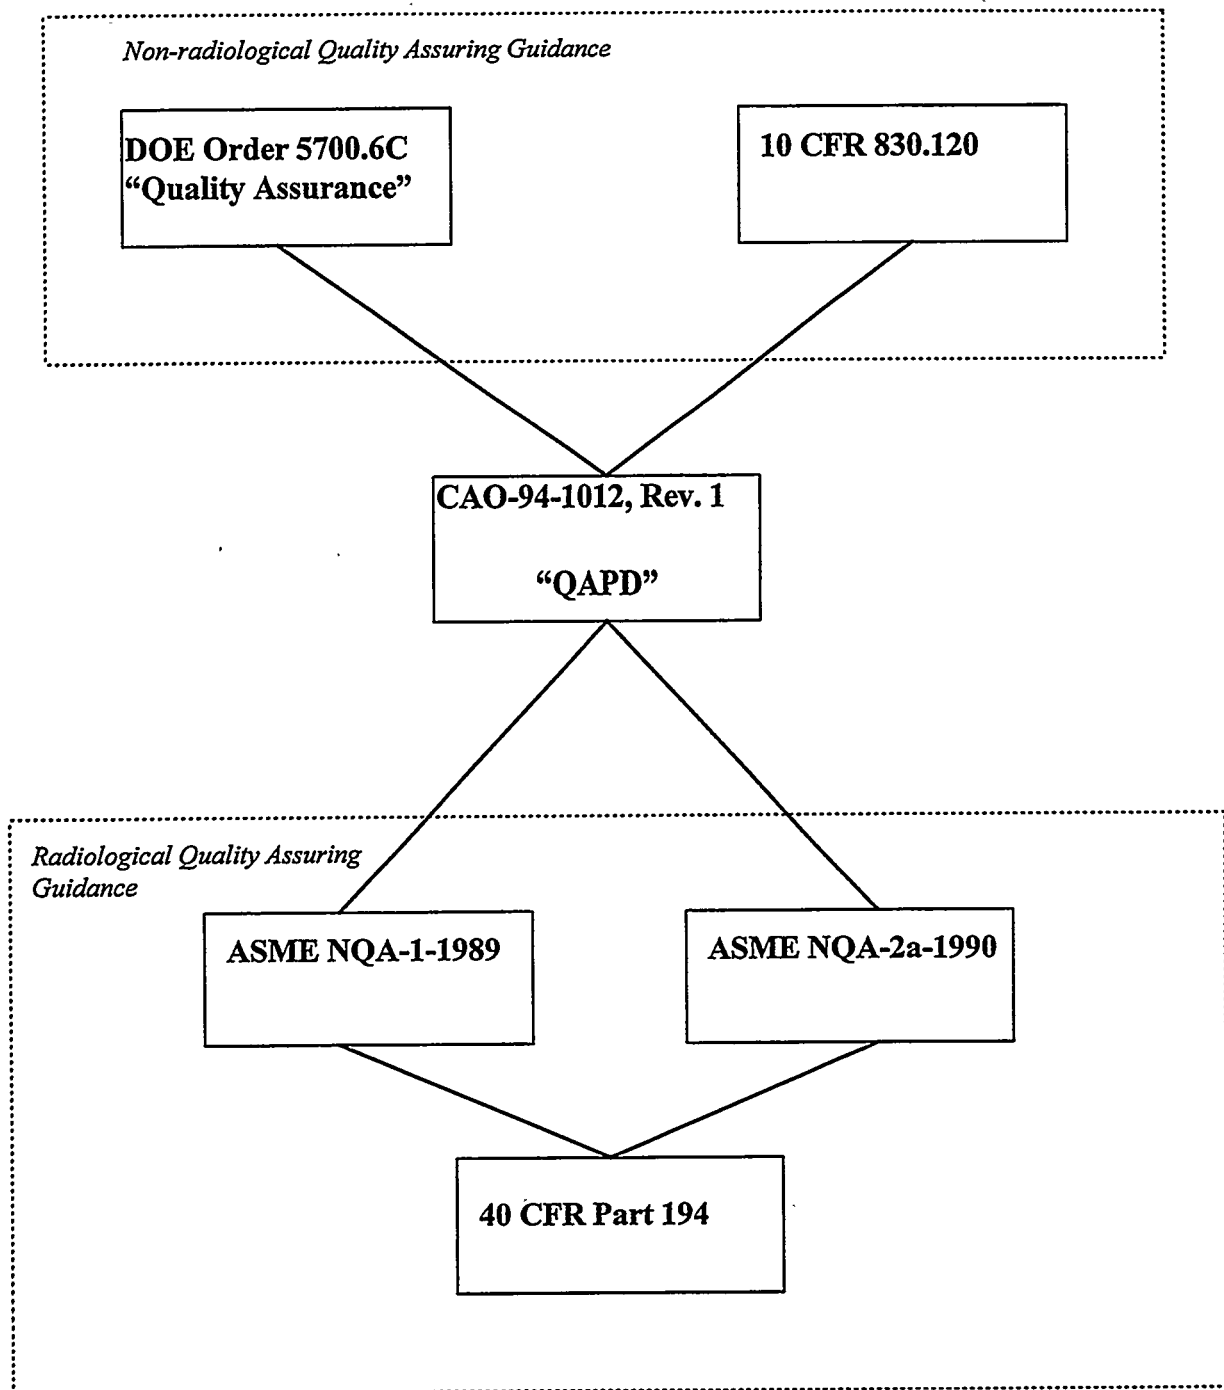 Non-radiological Quality Assuring Guidance
DOE Order 5700.6C
“Quality Assurance”
10 CFR 830.120
CAO-94-1012, Rev. 1
“QAPD”
Radiological Quality Assuring
Guidance
ASME NQA-1-1989
ASME NQA-2a-1990
40 CFR Part 194